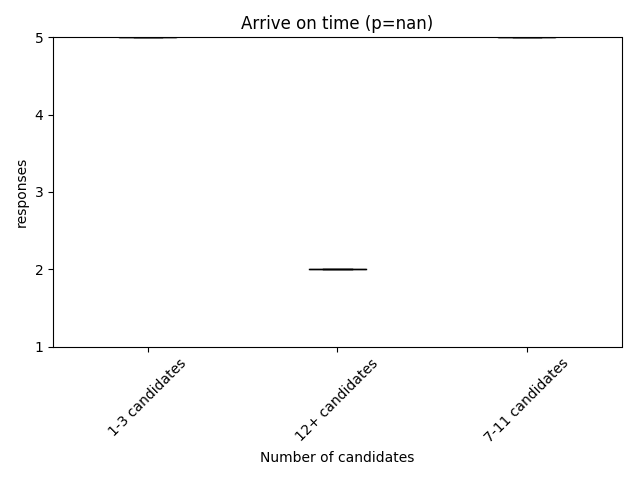 Arrive on time (p=nan)
5
4
3
2
1
responses
1-3 candidates
12+ candidates
7-11 candidates
Number of candidates